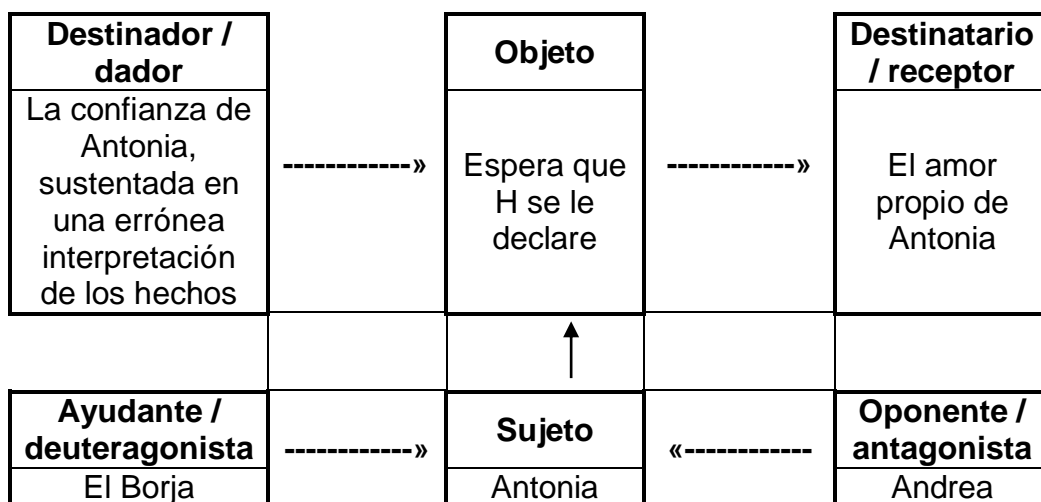 Destinador /
dador
Objeto
Destinatario
/ receptor
La confianza de
Antonia,
sustentada en
una errónea
interpretación
de los hechos
------------»
Espera que
H se le
declare
------------»
El amor
propio de
Antonia
Ayudante /
deuteragonista
------------»
Sujeto
«------------
Oponente /
antagonista
El Borja
Antonia
Andrea